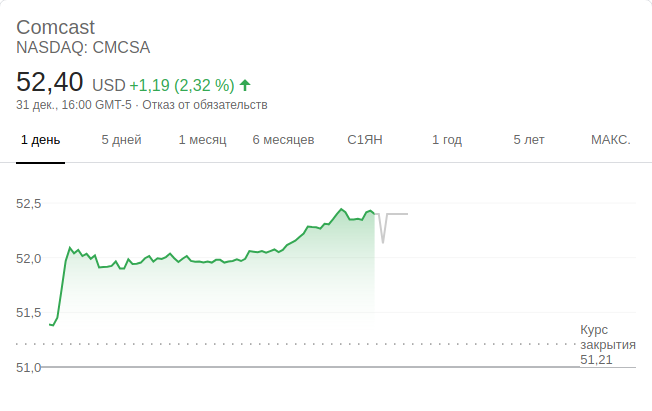 Comcast
NASDAQ: CMCSA
52,40 USD +1,19 (2,32 %)
31 дек., 16:00 GMT-5 · Отказ от обязательств
1 день 5 дней 1 месяц 6 месяцев С1ЯН 1 год 5 лет МАКС.
52,5
52,0
51,5
Курс
закрытия
51,21
51,0